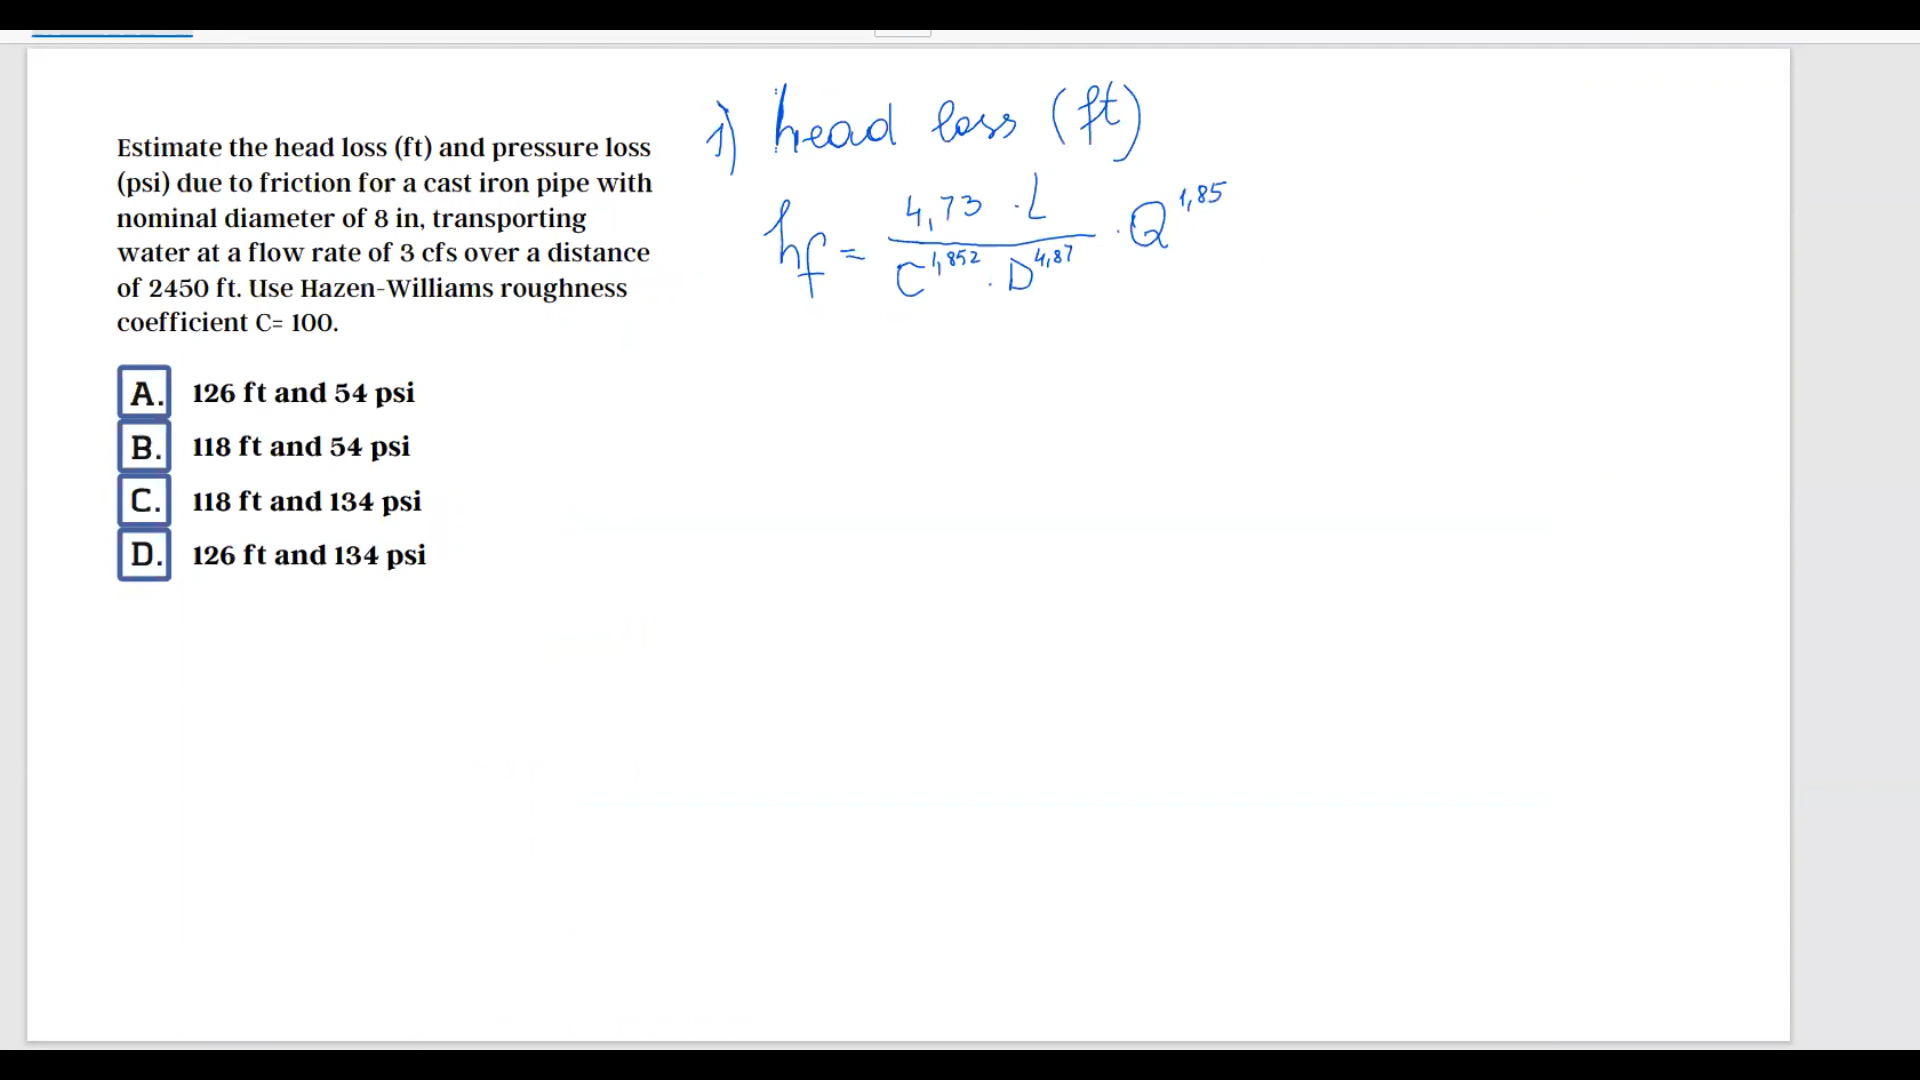 Estimate the head loss (ft) and pressure loss
(psi) due to friction for a cast iron pipe with
nominal diameter of 8 in, transporting
water at a flow rate of 3 cfs over a distance
of 2450 ft. Use Hazen-Williams roughness
coefficient C= 100.
A. 126 ft and 54 psi
B. 118 ft and 54 psi
C. 118 ft and 134 psi
D. 126 ft and 134 psi
1) head loss (ft)
hf = 4,73 · L / C^1,852 · D^4,87 · Q^1,85